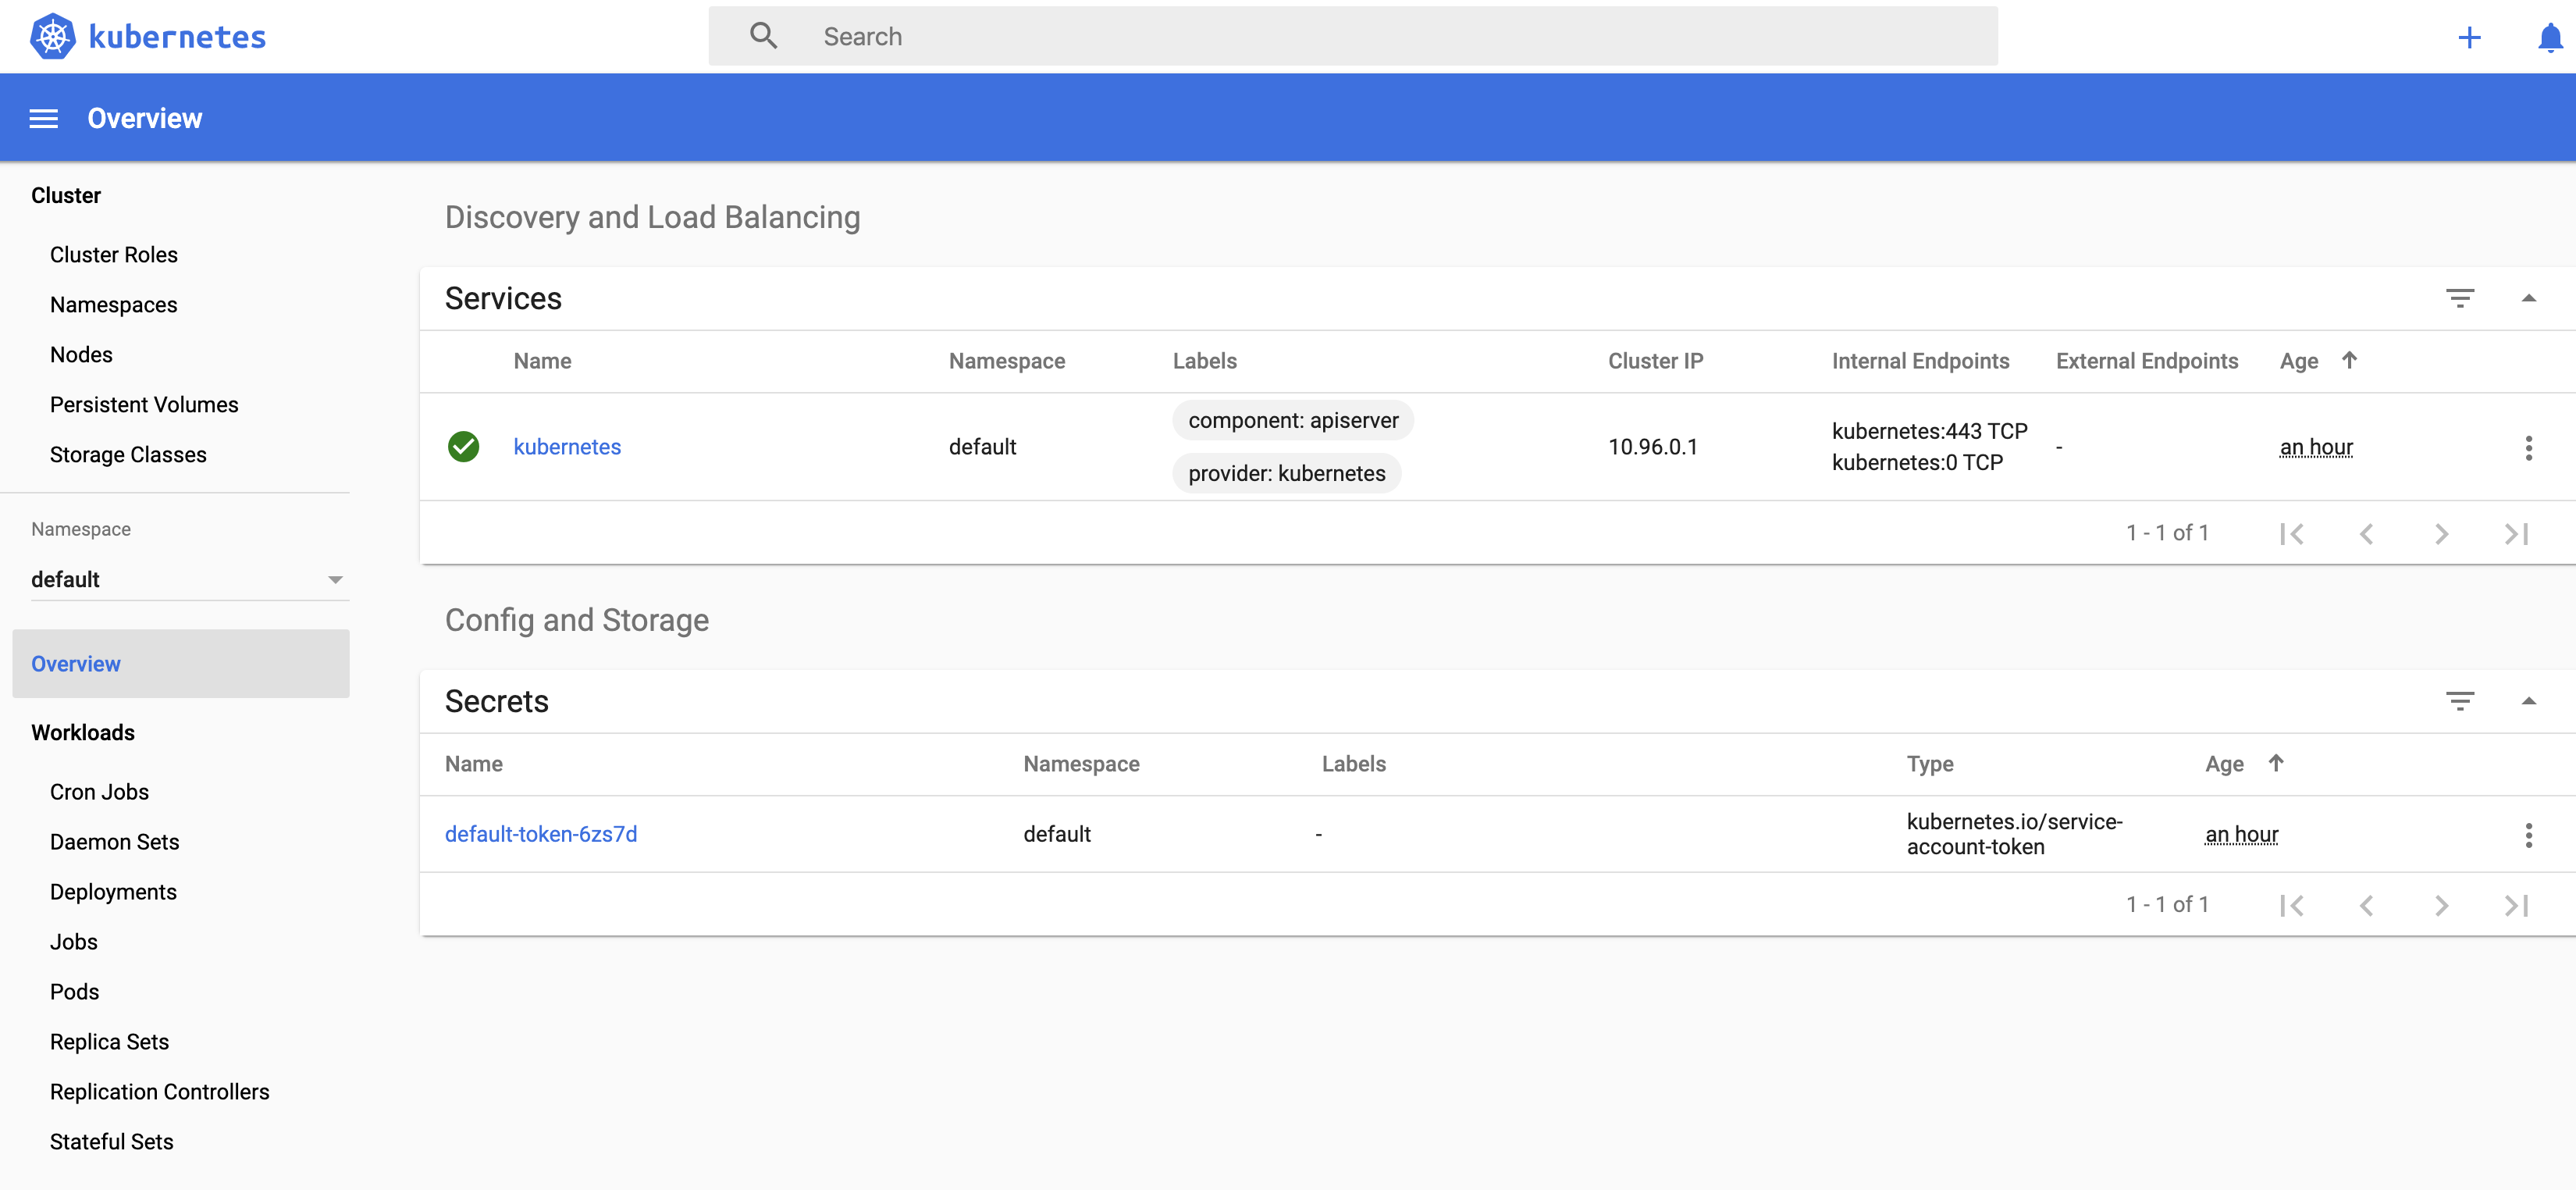 kubernetes
Search
Overview
Cluster
Cluster Roles
Namespaces
Nodes
Persistent Volumes
Storage Classes
Namespace
default
Overview
Workloads
Cron Jobs
Daemon Sets
Deployments
Jobs
Pods
Replica Sets
Replication Controllers
Stateful Sets
Discovery and Load Balancing
Services
Name Namespace Labels Cluster IP Internal Endpoints External Endpoints Age
kubernetes default component: apiserver provider: kubernetes 10.96.0.1 kubernetes:443 TCP kubernetes:0 TCP - an hour
1 - 1 of 1
Config and Storage
Secrets
Name Namespace Labels Type Age
default-token-6zs7d default - kubernetes.io/service-account-token an hour
1 - 1 of 1